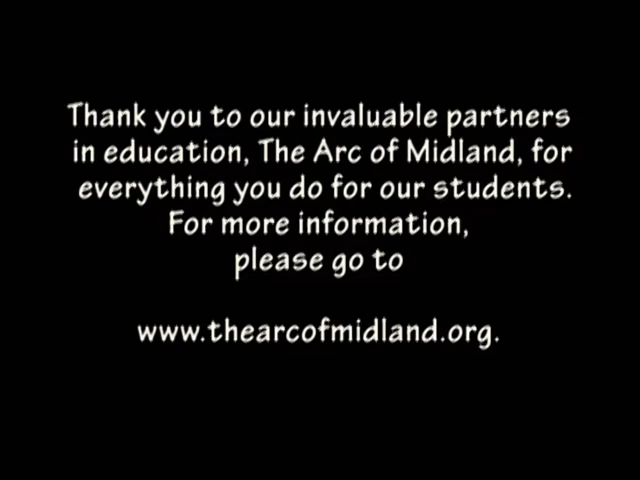 Thank you to our invaluable partners
in education, The Arc of Midland, for
everything you do for our students.
For more information,
please go to
www.thearcofmidland.org.